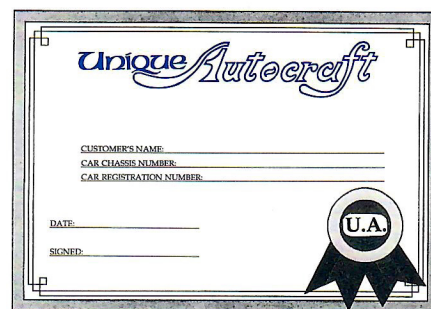 Unique Autocraft
CUSTOMER'S NAME:
CAR CHASSIS NUMBER:
CAR REGISTRATION NUMBER:
DATE:
U.A.
SIGNED: